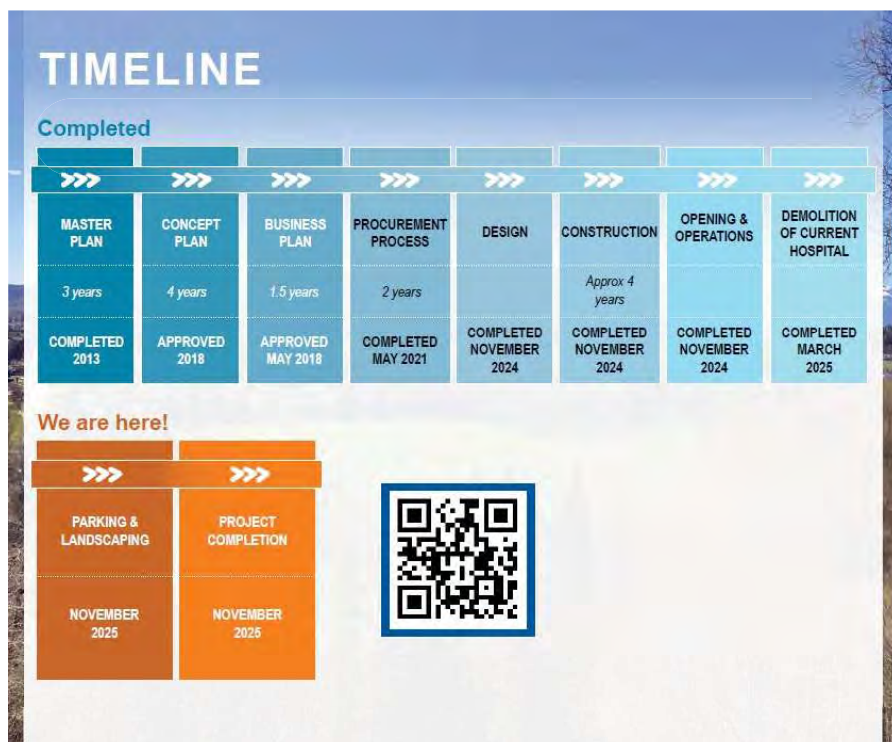 TIMELINE
Completed
MASTER
PLAN
3 years
COMPLETED
2013
CONCEPT
PLAN
4 years
APPROVED
2018
BUSINESS
PLAN
1.5 years
APPROVED
MAY 2018
PROCUREMENT
PROCESS
2 years
COMPLETED
MAY 2021
DESIGN
COMPLETED
NOVEMBER
2024
CONSTRUCTION
Approx 4
years
COMPLETED
NOVEMBER
2024
OPENING &
OPERATIONS
COMPLETED
NOVEMBER
2024
DEMOLITION
OF CURRENT
HOSPITAL
COMPLETED
MARCH
2025
We are here!
PARKING &
LANDSCAPING
NOVEMBER
2025
PROJECT
COMPLETION
NOVEMBER
2025